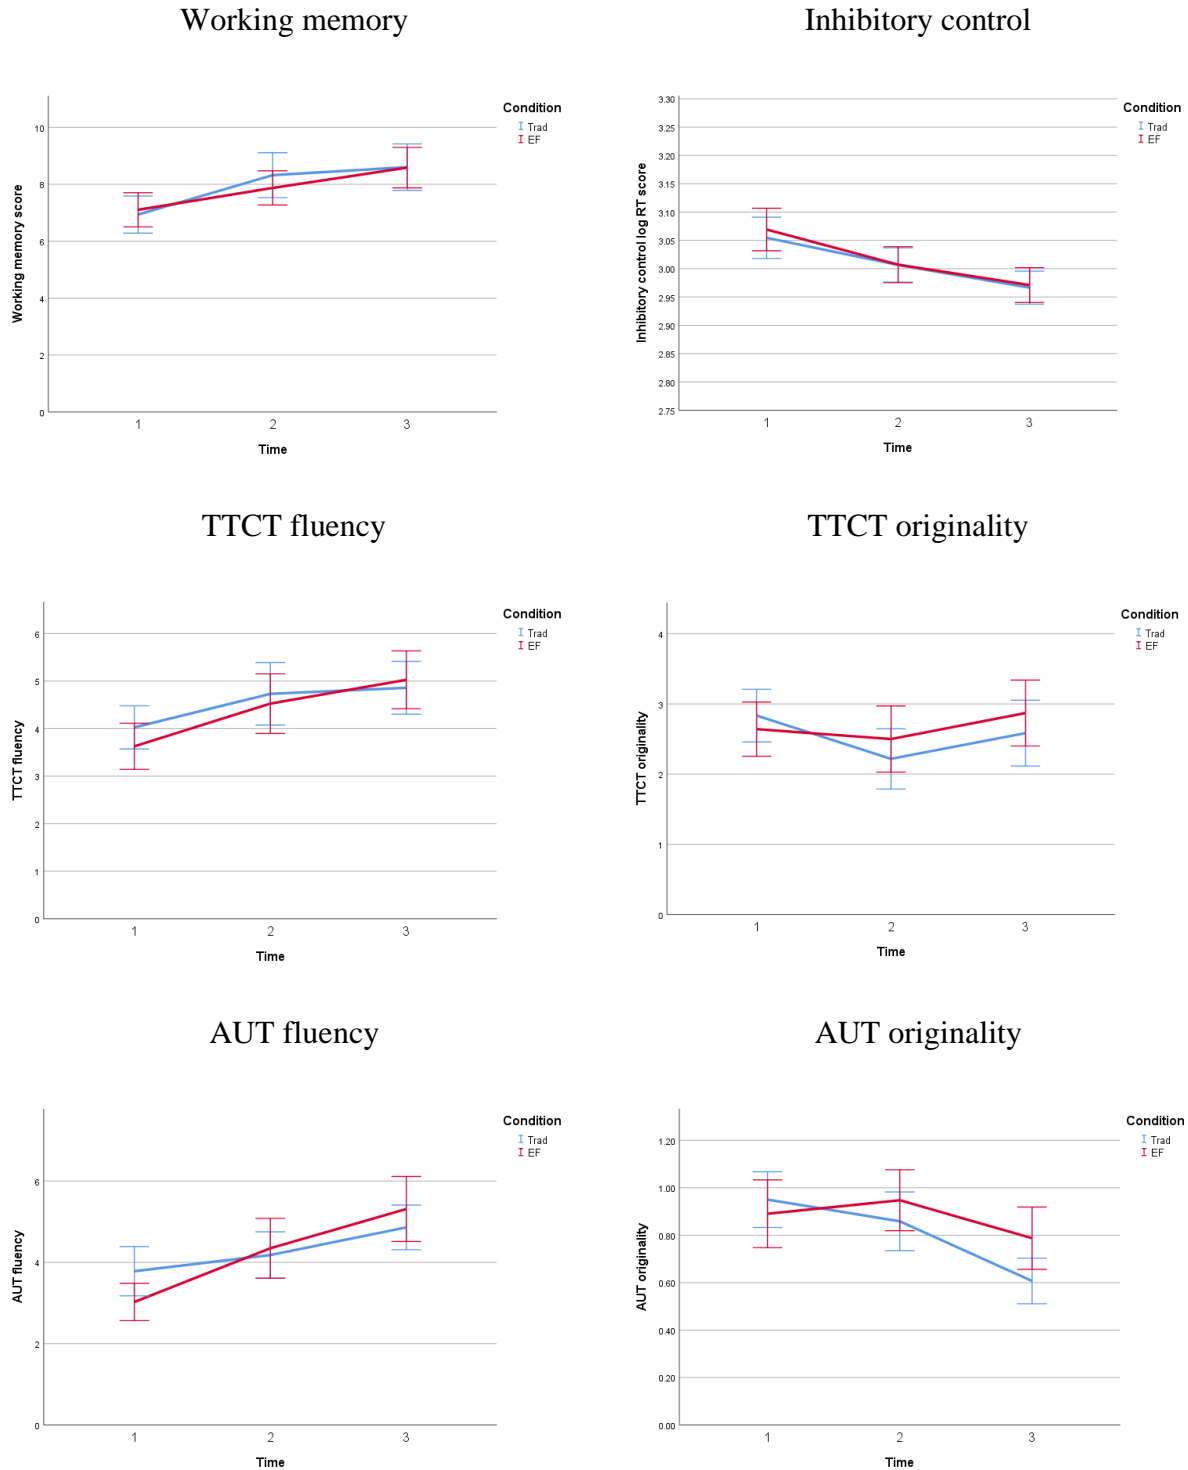 Working memory
Condition
Trad
EF
10
8
6
4
2
0
Working memory score
1 2 3
Time
Inhibitory control
Condition
Trad
EF
3.30
3.25
3.20
3.15
3.10
3.05
3.00
2.95
2.90
2.85
2.80
2.75
Inhibitory control log RT score
1 2 3
Time
TTCT fluency
Condition
Trad
EF
6
5
4
3
2
1
0
TTCT fluency
1 2 3
Time
TTCT originality
Condition
Trad
EF
4
3
2
1
0
TTCT originality
1 2 3
Time
AUT fluency
Condition
Trad
EF
6
4
2
0
AUT fluency
1 2 3
Time
AUT originality
Condition
Trad
EF
1.20
1.00
0.80
0.60
0.40
0.20
0.00
AUT originality
1 2 3
Time